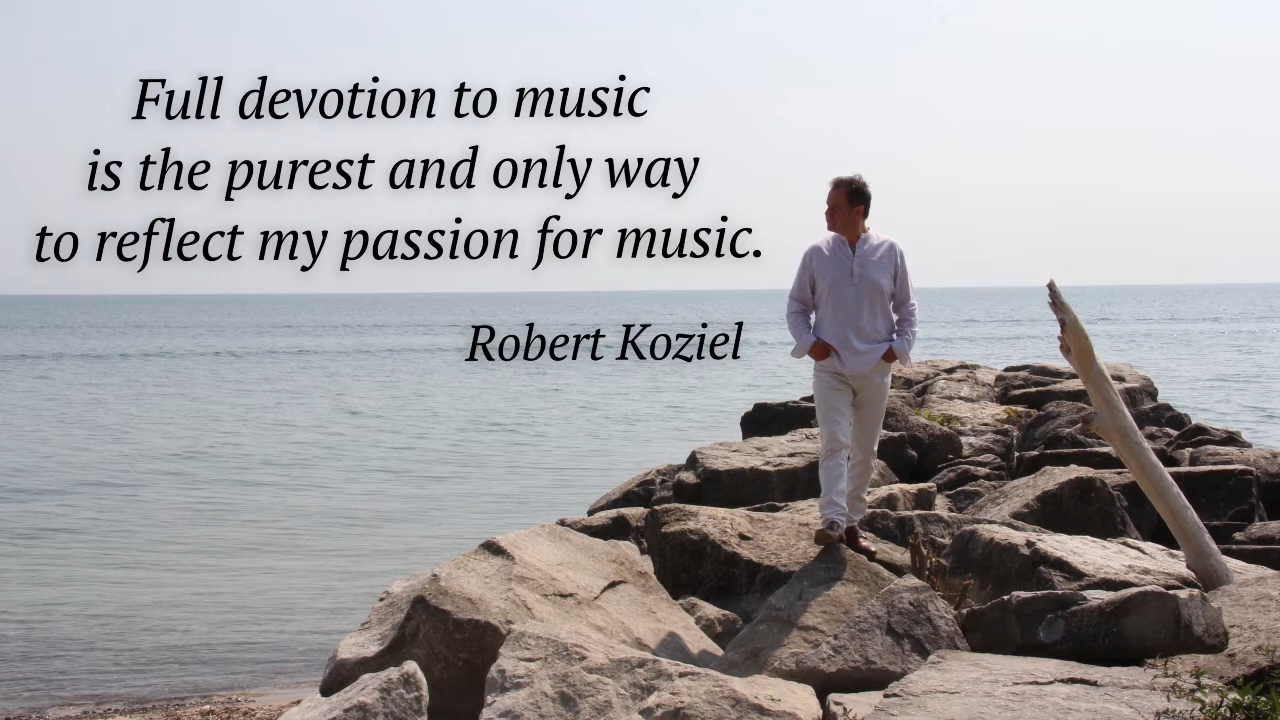 Full devotion to music
is the purest and only way
to reflect my passion for music.
Robert Koziel